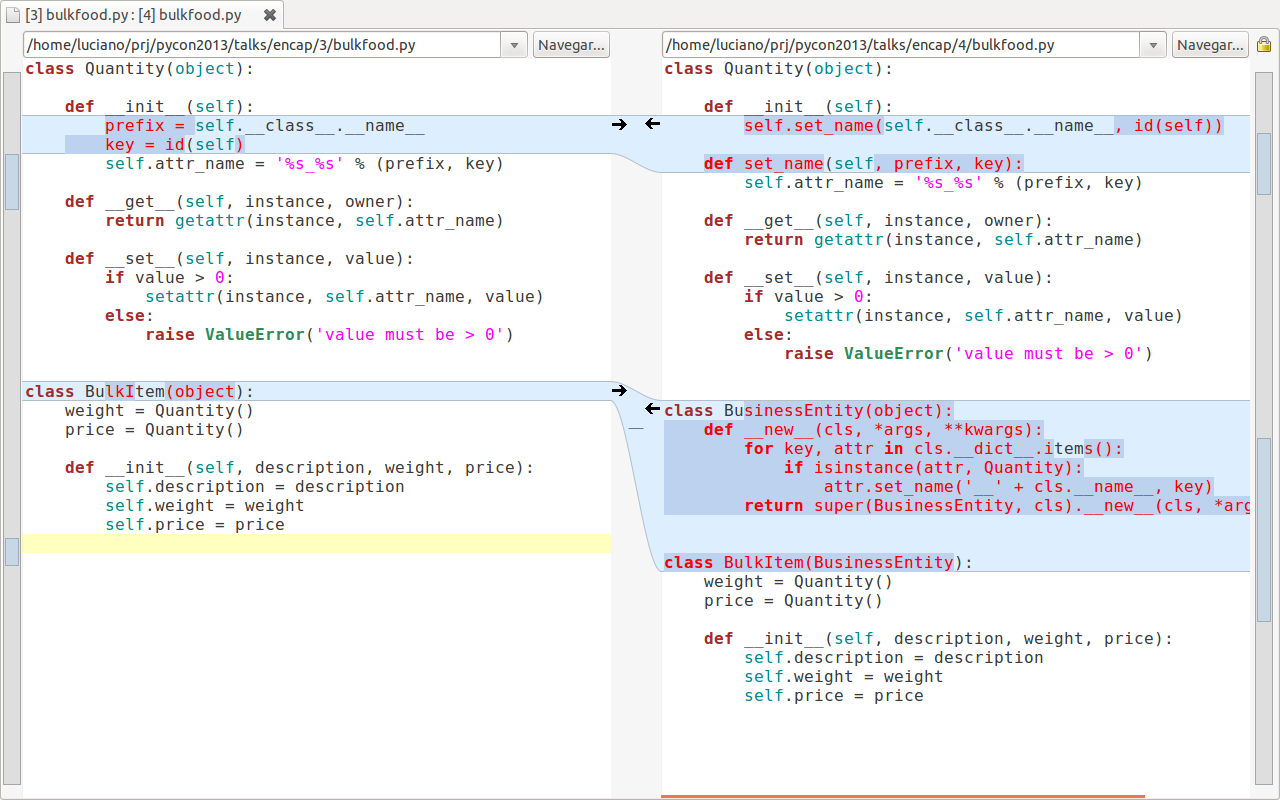 [3] bulkfood.py : [4] bulkfood.py
/home/luciano/prj/pycon2013/talks/encap/3/bulkfood.py
Navegar...
class Quantity(object):
    def __init__(self):
        prefix = self.__class__.__name__
        key = id(self)
        self.attr_name = '%s_%s' % (prefix, key)
    def __get__(self, instance, owner):
        return getattr(instance, self.attr_name)
    def __set__(self, instance, value):
        if value > 0:
            setattr(instance, self.attr_name, value)
        else:
            raise ValueError('value must be > 0')
class BulkItem(object):
    weight = Quantity()
    price = Quantity()
    def __init__(self, description, weight, price):
        self.description = description
        self.weight = weight
        self.price = price
/home/luciano/prj/pycon2013/talks/encap/4/bulkfood.py
Navegar...
class Quantity(object):
    def __init__(self):
        self.set_name(self.__class__.__name__, id(self))
    def set_name(self, prefix, key):
        self.attr_name = '%s_%s' % (prefix, key)
    def __get__(self, instance, owner):
        return getattr(instance, self.attr_name)
    def __set__(self, instance, value):
        if value > 0:
            setattr(instance, self.attr_name, value)
        else:
            raise ValueError('value must be > 0')
class BusinessEntity(object):
    def __new__(cls, *args, **kwargs):
        for key, attr in cls.__dict__.items():
            if isinstance(attr, Quantity):
                attr.set_name('__' + cls.__name__, key)
        return super(BusinessEntity, cls).__new__(cls, *arg
class BulkItem(BusinessEntity):
    weight = Quantity()
    price = Quantity()
    def __init__(self, description, weight, price):
        self.description = description
        self.weight = weight
        self.price = price